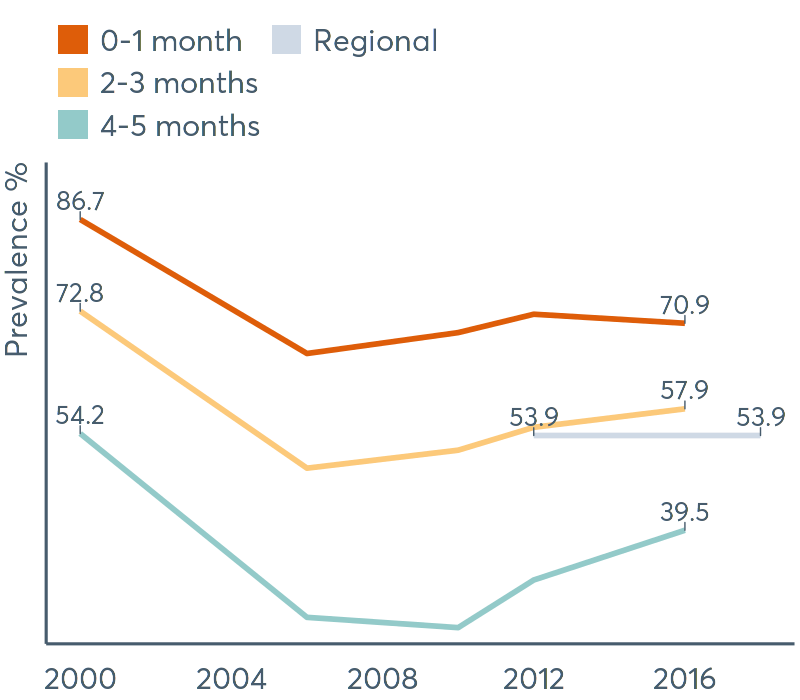 0-1 month
Regional
2-3 months
4-5 months
Prevalence %
86.7
72.8
54.2
70.9
57.9
53.9
53.9
39.5
2000 2004 2008 2012 2016